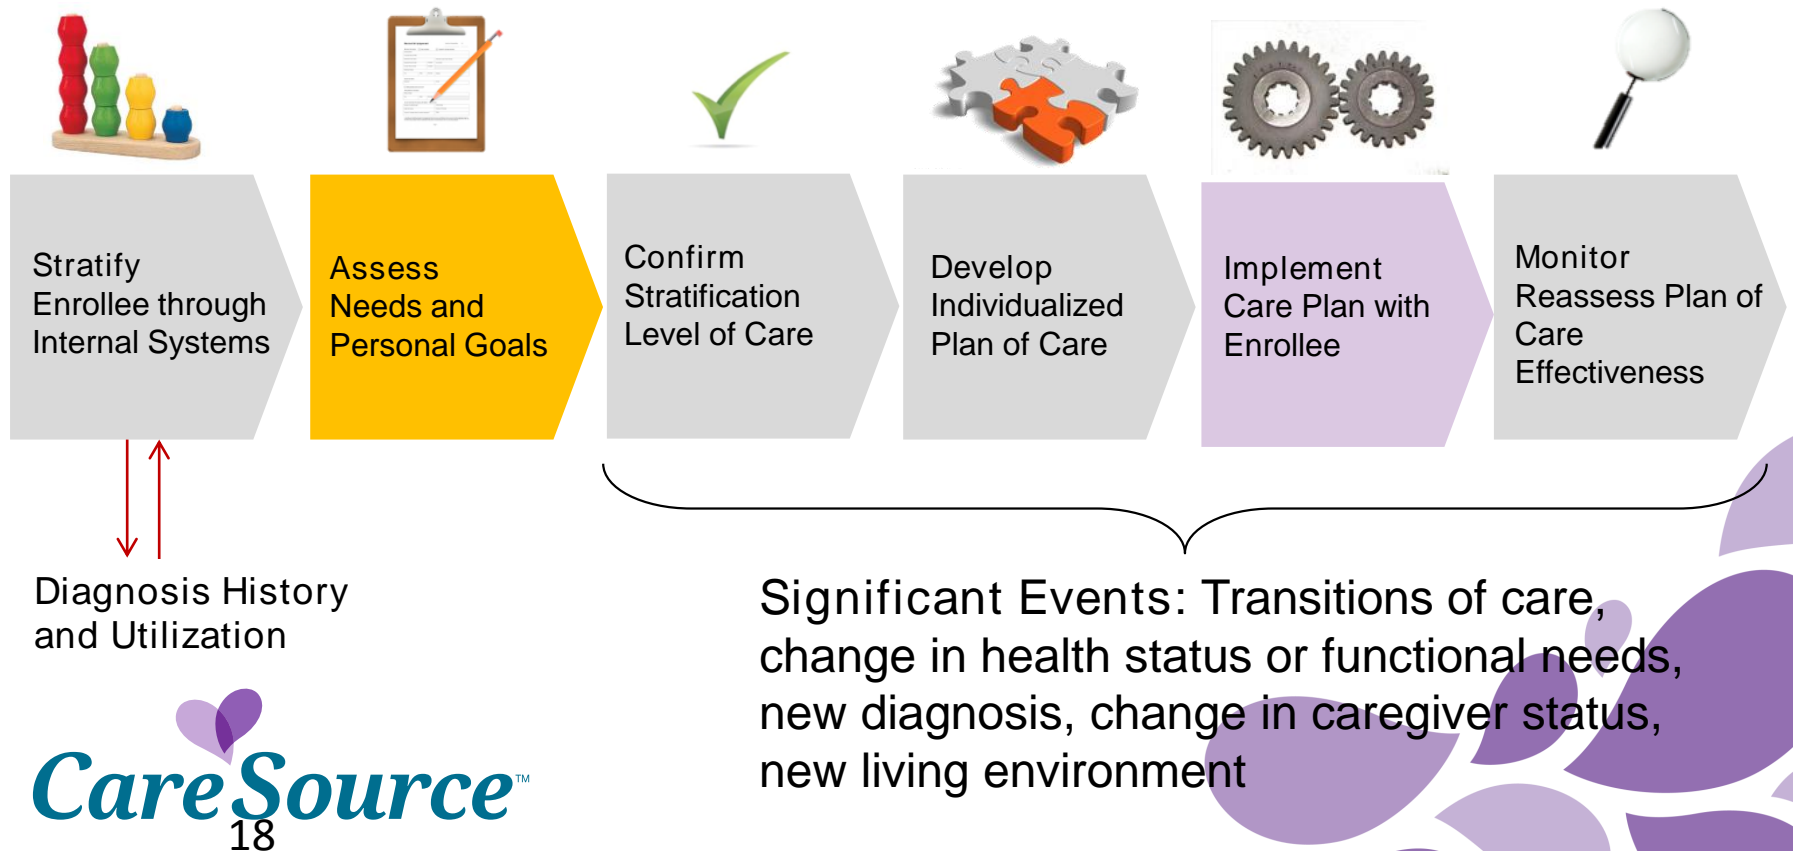 Stratify
Enrollee through
Internal Systems
Assess
Needs and
Personal Goals
Confirm
Stratification
Level of Care
Develop
Individualized
Plan of Care
Implement
Care Plan with
Enrollee
Monitor
Reassess Plan of
Care
Effectiveness
Diagnosis History
and Utilization
Significant Events: Transitions of care,
change in health status or functional needs,
new diagnosis, change in caregiver status,
new living environment
CareSource™
18